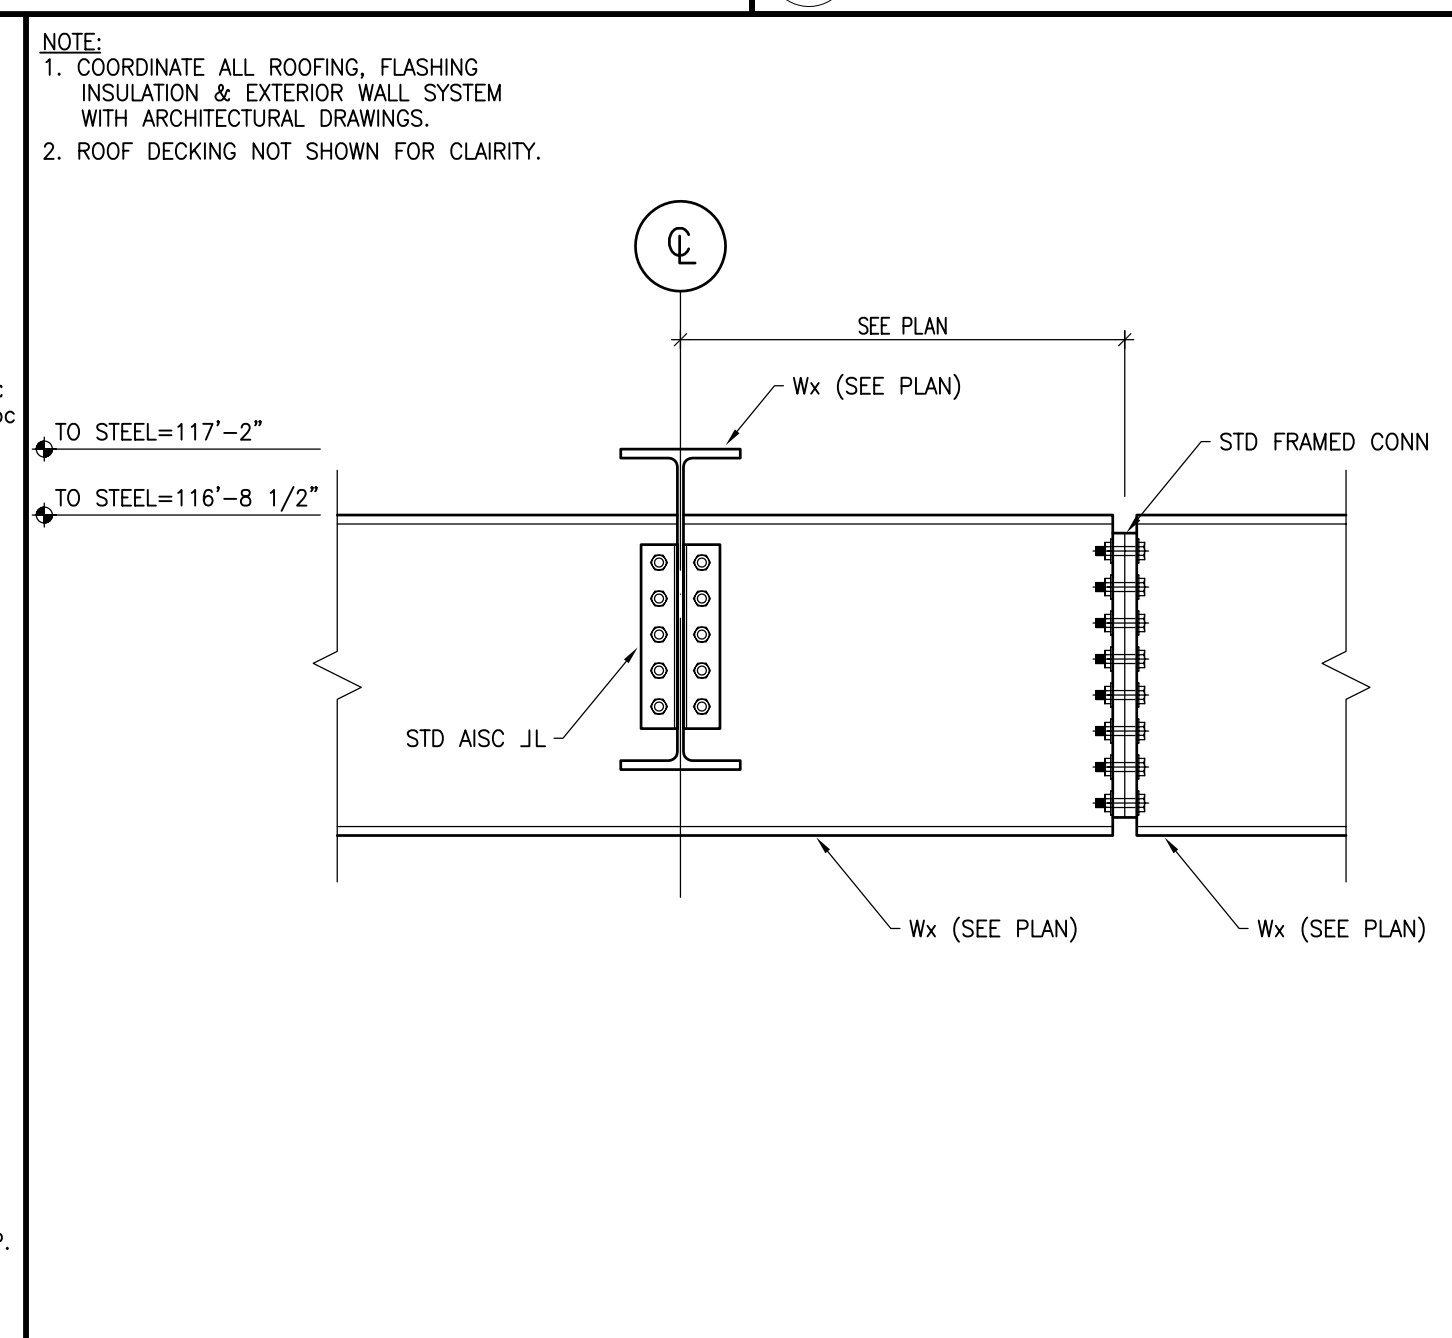 NOTE:
1. COORDINATE ALL ROOFING, FLASHING
INSULATION & EXTERIOR WALL SYSTEM
WITH ARCHITECTURAL DRAWINGS.
2. ROOF DECKING NOT SHOWN FOR CLAIRITY.
℄
SEE PLAN
Wx (SEE PLAN)
TO STEEL=117'-2"
STD FRAMED CONN
TO STEEL=116'-8 1/2"
STD AISC ⅃L
Wx (SEE PLAN)
Wx (SEE PLAN)